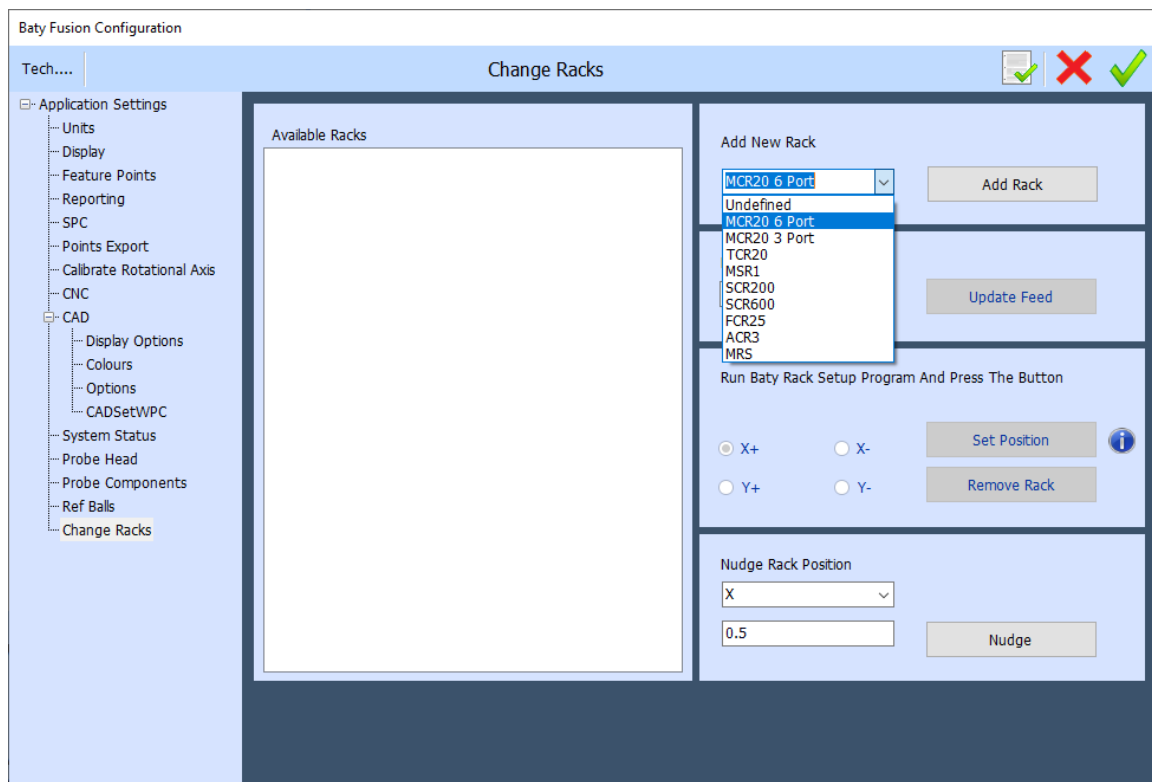 Baty Fusion Configuration
Tech....
Change Racks
Application Settings
Units
Display
Feature Points
Reporting
SPC
Points Export
Calibrate Rotational Axis
CNC
CAD
Display Options
Colours
Options
CADSetWPC
System Status
Probe Head
Probe Components
Ref Balls
Change Racks
Available Racks
Add New Rack
MCR20 6 Port
Add Rack
Undefined
MCR20 6 Port
MCR20 3 Port
TCR20
MSR1
SCR200
SCR600
FCR25
ACR3
MRS
Update Feed
Run Baty Rack Setup Program And Press The Button
X+
X-
Set Position
Y+
Y-
Remove Rack
Nudge Rack Position
X
0.5
Nudge